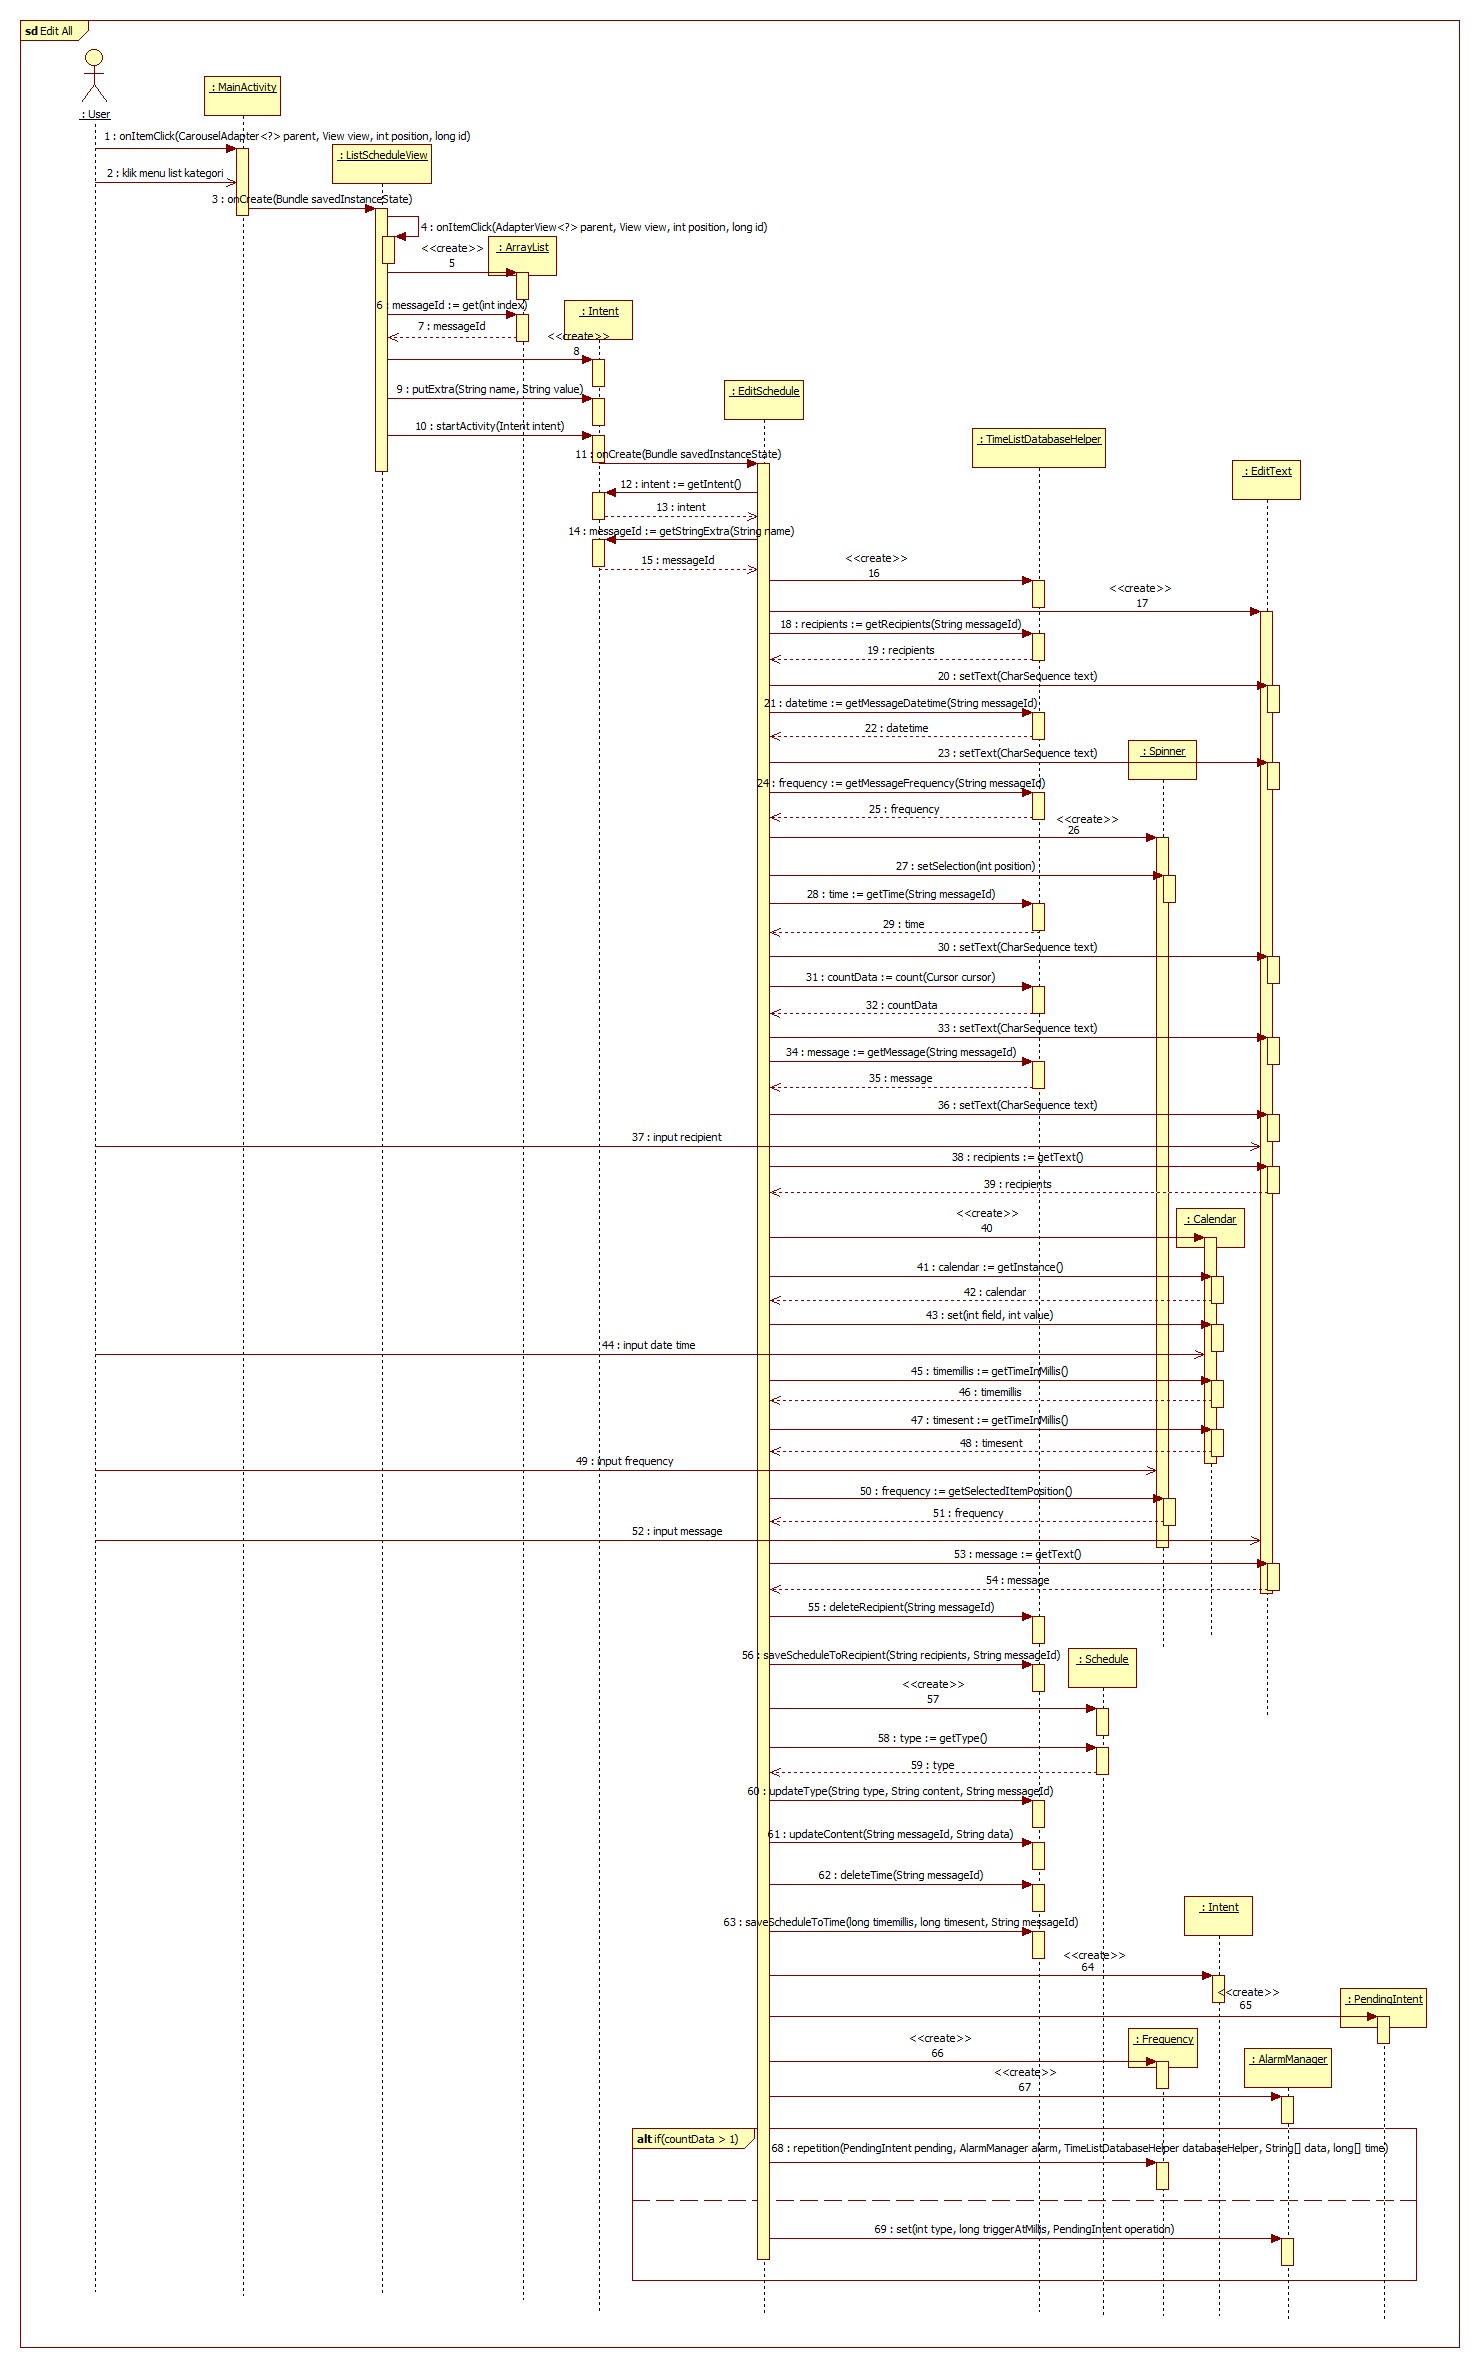 sd Edit All
: User
: MainActivity
1 : onItemClick(CarouselAdapter<?> parent, View view, int position, long id)
: ListScheduleView
2 : klik menu list kategori
3 : onCreate(Bundle savedInstanceState)
4 : onItemClick(AdapterView<?> parent, View view, int position, long id)
<<create>>
5
: ArrayList
6 : messageId := get(int index)
: Intent
7 : messageId
<<create>>
8
9 : putExtra(String name, String value)
: EditSchedule
10 : startActivity(Intent intent)
: TimeListDatabaseHelper
11 : onCreate(Bundle savedInstanceState)
: EditText
12 : intent := getIntent()
13 : intent
14 : messageId := getStringExtra(String name)
15 : messageId
<<create>>
16
<<create>>
17
18 : recipients := getRecipients(String messageId)
19 : recipients
20 : setText(CharSequence text)
21 : datetime := getMessageDatetime(String messageId)
22 : datetime
23 : setText(CharSequence text)
: Spinner
24 : frequency := getMessageFrequency(String messageId)
25 : frequency
<<create>>
26
27 : setSelection(int position)
28 : time := getTime(String messageId)
29 : time
30 : setText(CharSequence text)
31 : countData := count(Cursor cursor)
32 : countData
33 : setText(CharSequence text)
34 : message := getMessage(String messageId)
35 : message
36 : setText(CharSequence text)
37 : input recipient
38 : recipients := getText()
39 : recipients
<<create>>
40
: Calendar
41 : calendar := getInstance()
42 : calendar
43 : set(int field, int value)
44 : input date time
45 : timemillis := getTimeInMillis()
46 : timemillis
47 : timesent := getTimeInMillis()
48 : timesent
49 : input frequency
50 : frequency := getSelectedItemPosition()
51 : frequency
52 : input message
53 : message := getText()
54 : message
55 : deleteRecipient(String messageId)
56 : saveScheduleToRecipient(String recipients, String messageId)
: Schedule
<<create>>
57
58 : type := getType()
59 : type
60 : updateType(String type, String content, String messageId)
61 : updateContent(String messageId, String data)
62 : deleteTime(String messageId)
: Intent
63 : saveScheduleToTime(long timemillis, long timesent, String messageId)
<<create>>
64
<<create>>
65
: PendingIntent
<<create>>
66
: Frequency
: AlarmManager
<<create>>
67
alt if(countData > 1)
68 : repetition(PendingIntent pending, AlarmManager alarm, TimeListDatabaseHelper databaseHelper, String[] data, long[] time)
69 : set(int type, long triggerAtMillis, PendingIntent operation)